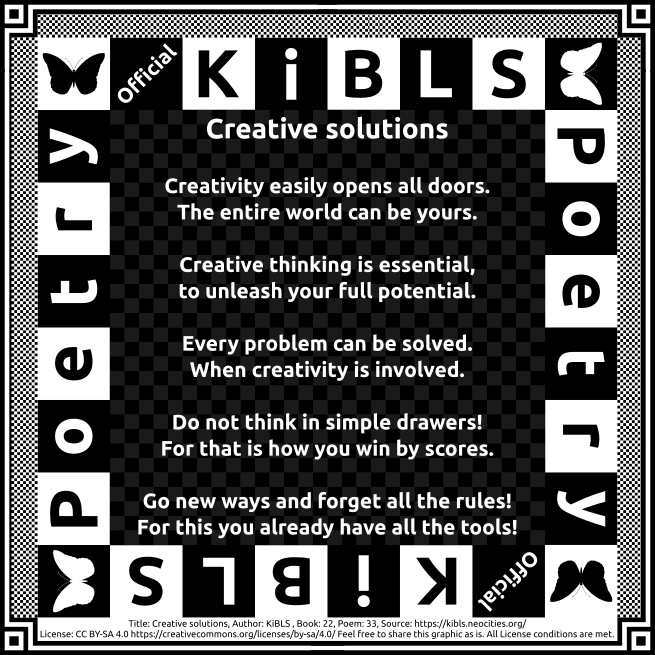 Official KiBLS
Poetry
Poetry
Creative solutions
Creativity easily opens all doors.
The entire world can be yours.
Creative thinking is essential,
to unleash your full potential.
Every problem can be solved.
When creativity is involved.
Do not think in simple drawers!
For that is how you win by scores.
Go new ways and forget all the rules!
For this you already have all the tools!
Official KiBLS
Title: Creative solutions, Author: KiBLS , Book: 22, Poem: 33, Source: https://kibls.neocities.org/
License: CC BY-SA 4.0 https://creativecommons.org/licenses/by-sa/4.0/ Feel free to share this graphic as is. All License conditions are met.